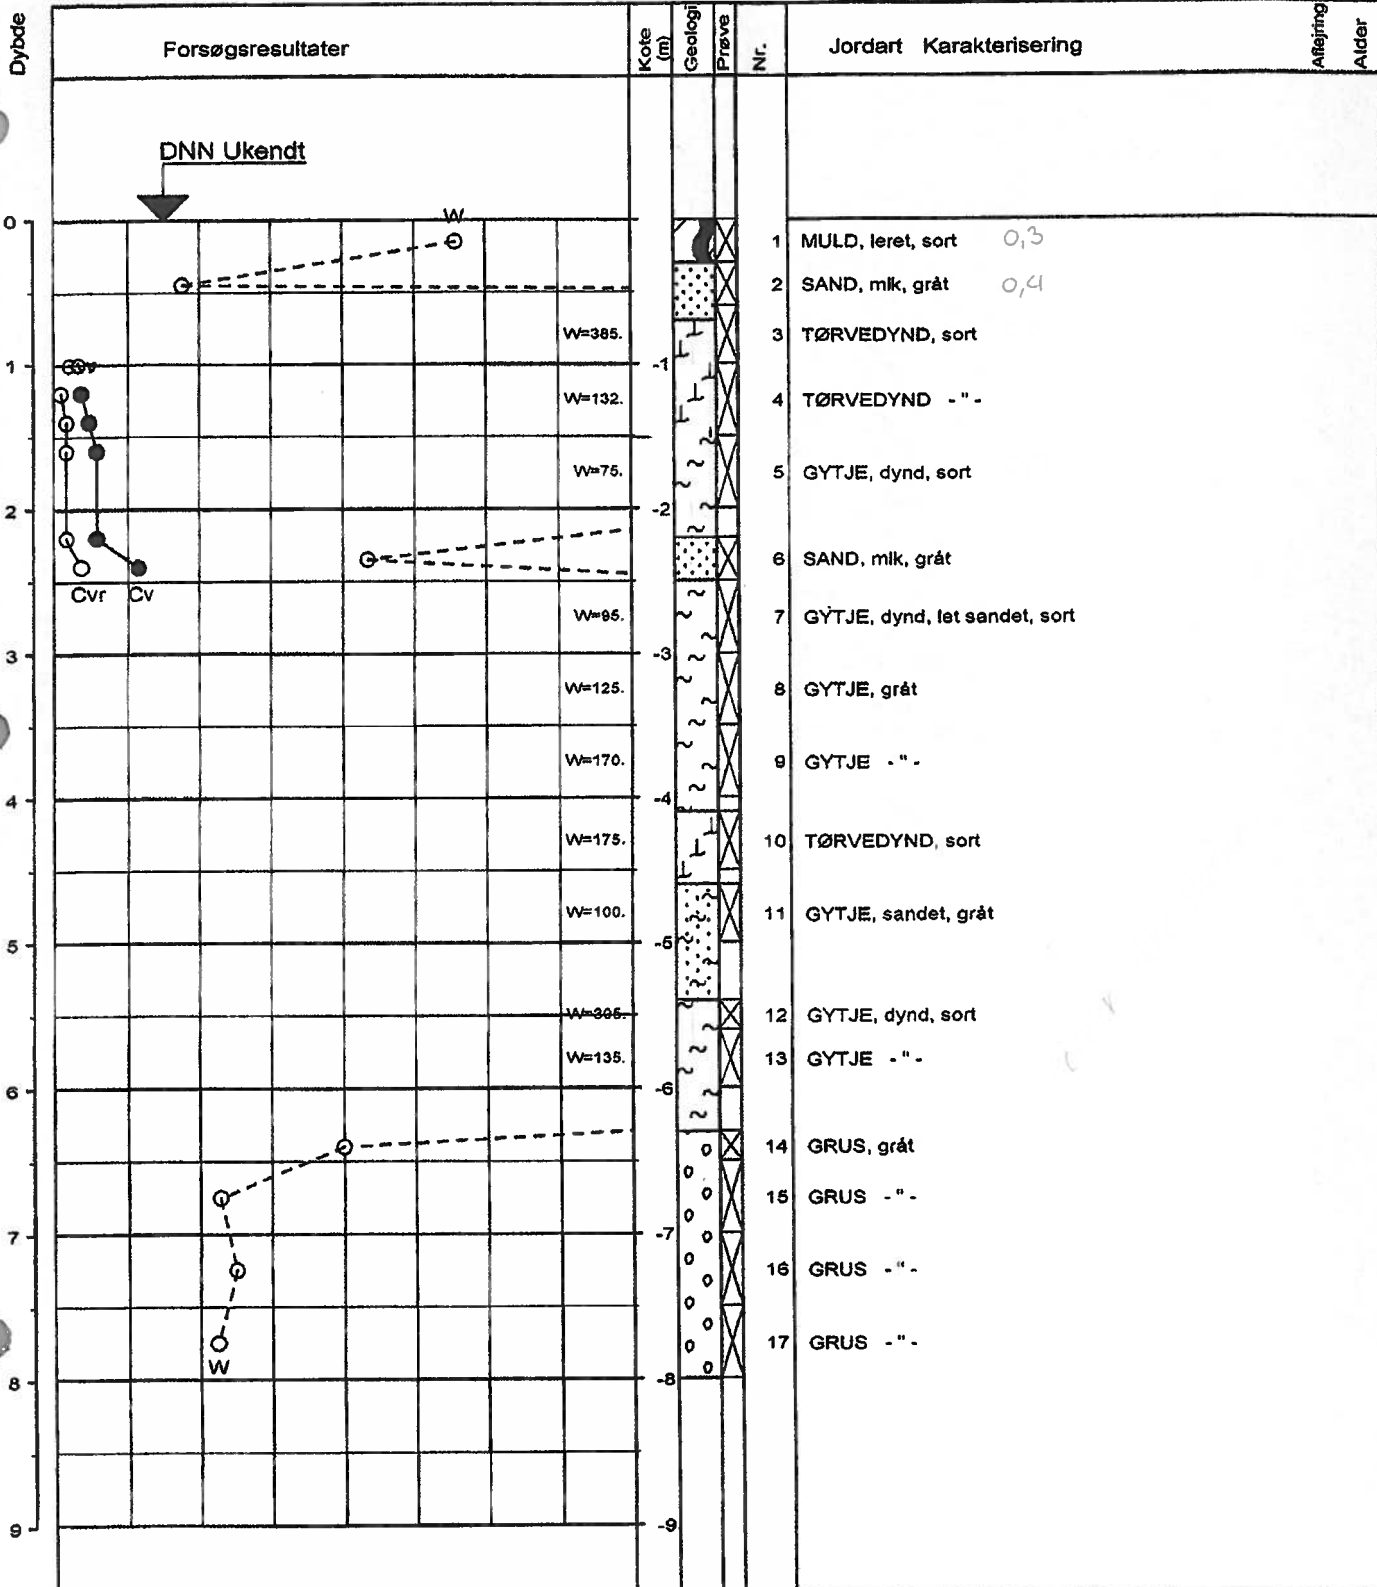 Dybde
Forsøgsresultater
Kote (m)
Geologi
Prøve
Nr.
Jordart Karakterisering
Aflejring
Alder
DNN Ukendt
W
0
1 MULD, leret, sort 0,3
2 SAND, mlk, gråt 0,4
W=385. 3 TØRVEDYND, sort
1 -1
W=132. 4 TØRVEDYND - " -
W=75. 5 GYTJE, dynd, sort
2 -2
6 SAND, mlk, gråt
Cvr Cv
W=95. 7 GYTJE, dynd, let sandet, sort
3 -3
W=125. 8 GYTJE, gråt
W=170. 9 GYTJE - " -
4 -4
W=175. 10 TØRVEDYND, sort
W=100. 11 GYTJE, sandet, gråt
5 -5
W=305. 12 GYTJE, dynd, sort
W=135. 13 GYTJE - " -
6 -6
14 GRUS, gråt
15 GRUS - " -
7 -7
16 GRUS - " -
17 GRUS - " -
W
8 -8
9 -9